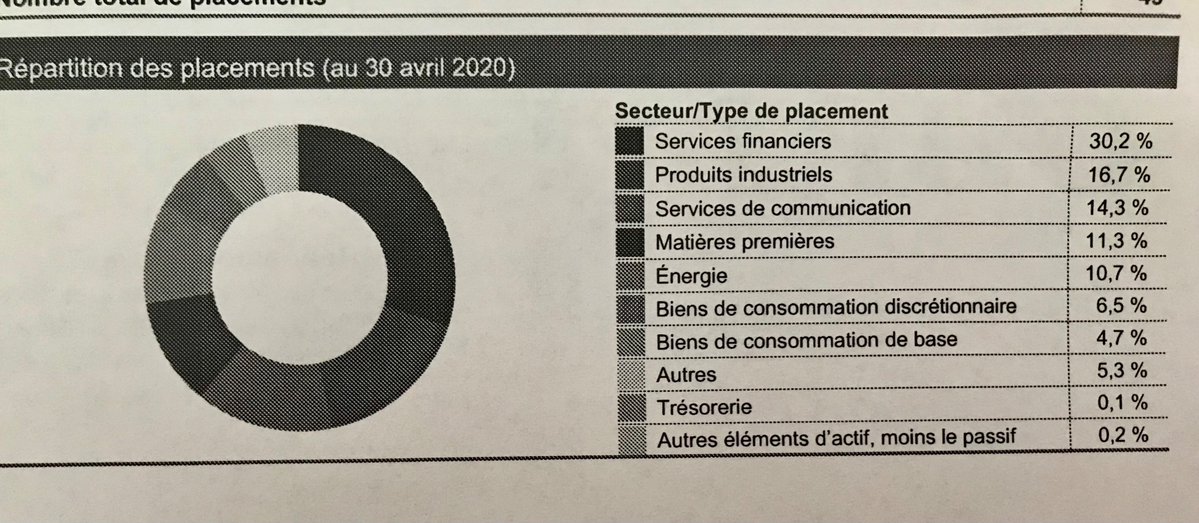 Nombre total de placements
Répartition des placements (au 30 avril 2020)
Secteur/Type de placement
Services financiers 30,2 %
Produits industriels 16,7 %
Services de communication 14,3 %
Matières premières 11,3 %
Énergie 10,7 %
Biens de consommation discrétionnaire 6,5 %
Biens de consommation de base 4,7 %
Autres 5,3 %
Trésorerie 0,1 %
Autres éléments d'actif, moins le passif 0,2 %